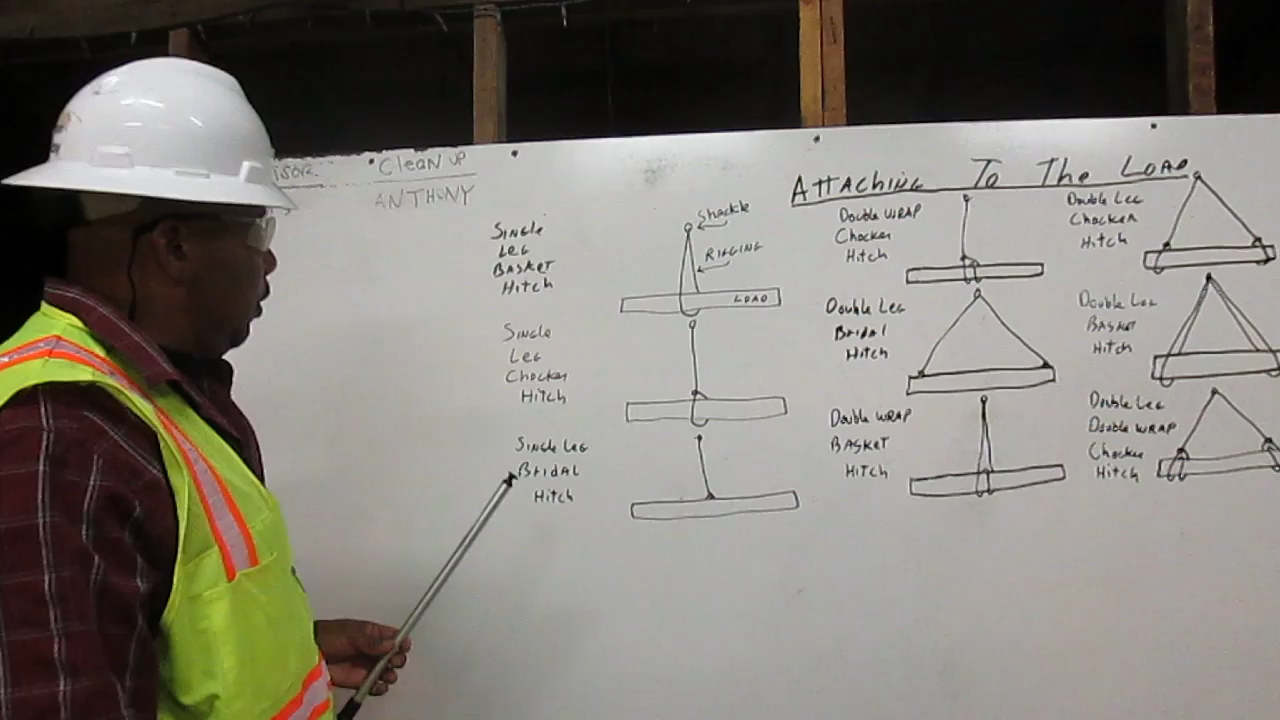 Clean up
ANTHONY
Attaching To The Load
Single
Leg
Basket
Hitch
Shackle
Rigging
LOAD
Single
Leg
Chocker
Hitch
Single Leg
Bridal
Hitch
Double Wrap
Chocker
Hitch
Double Leg
Bridal
Hitch
Double Wrap
Basket
Hitch
Double Leg
Chocker
Hitch
Double Leg
Basket
Hitch
Double Leg
Double Wrap
Chocker
Hitch